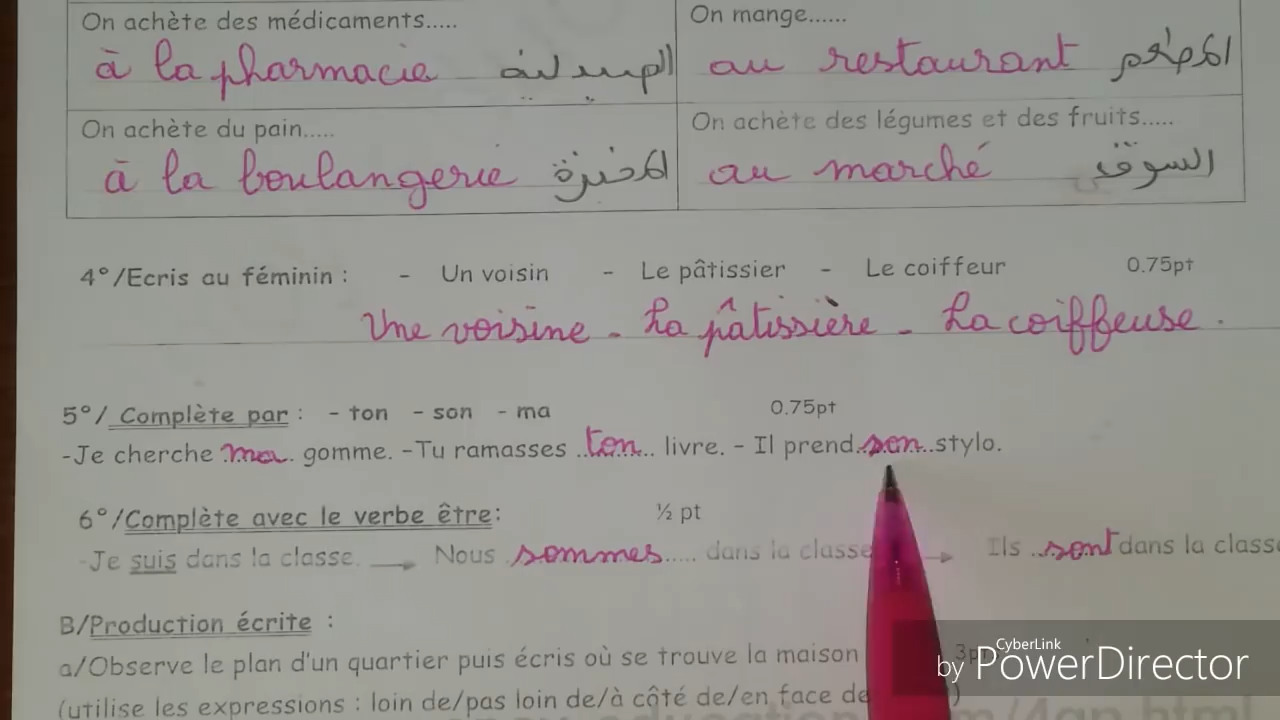 On achète des médicaments.....
à la pharmacie الصيدلية
On mange......
au restaurant المطعم
On achète du pain.....
à la boulangerie المخبزة
On achète des légumes et des fruits.....
au marché السوق
4°/Ecris au féminin : - Un voisin - Le pâtissier - Le coiffeur 0.75pt
Une voisine - La pâtissière - La coiffeuse.
5°/ Complète par : - ton - son - ma 0.75pt
-Je cherche ma. gomme. -Tu ramasses ..ton... livre. - Il prend..son..stylo.
6°/Complète avec le verbe être: ½ pt
-Je suis dans la classe. → Nous sommes..... dans la classe → Ils ..sont dans la classe
B/Production écrite :
a/Observe le plan d'un quartier puis écris où se trouve la maison
(utilise les expressions : loin de/pas loin de/à côté de/en face de
CyberLink
by PowerDirector